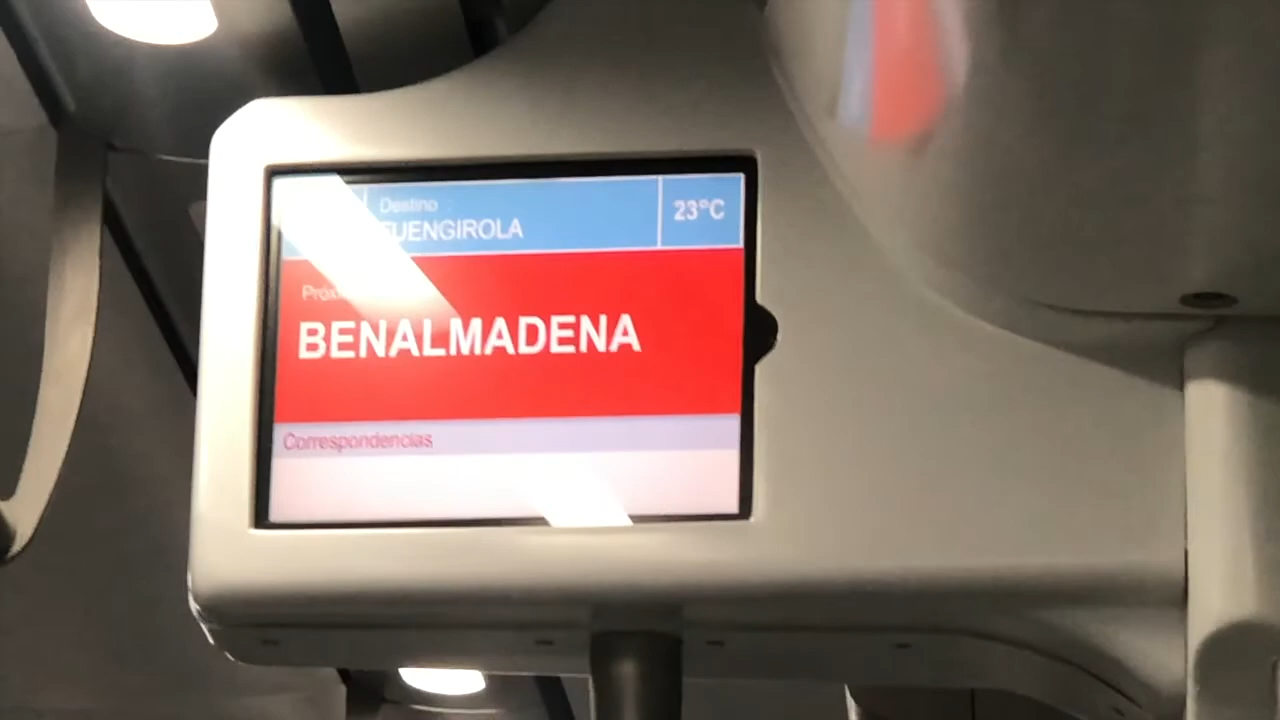 Destino
FUENGIROLA
23°C
BENALMADENA
Correspondencias